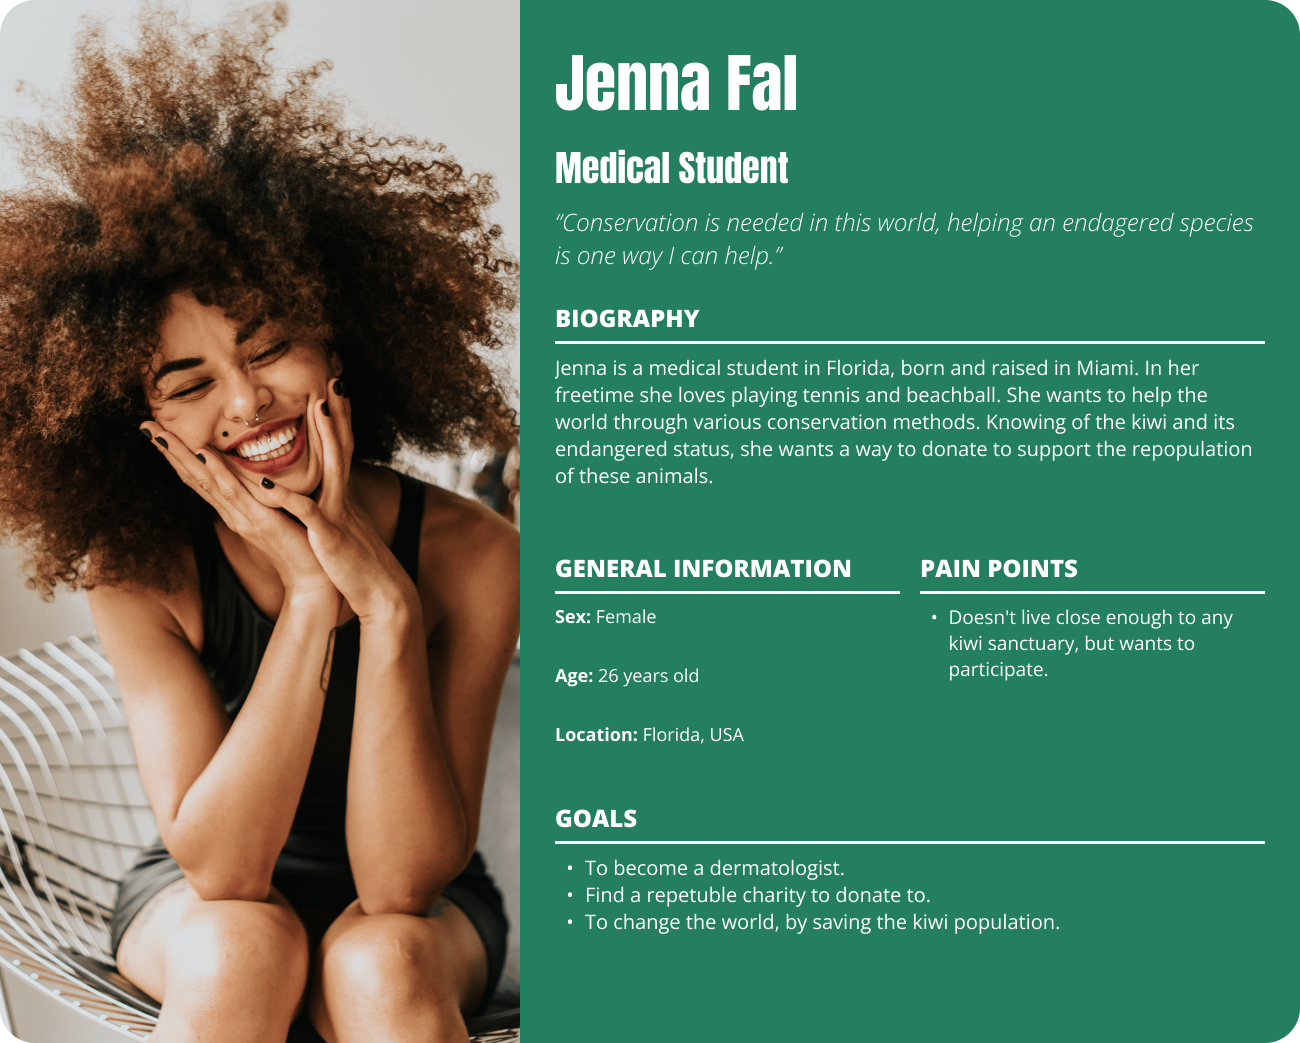 Jenna Fal
Medical Student
“Conservation is needed in this world, helping an endagered species
is one way I can help.”
BIOGRAPHY
Jenna is a medical student in Florida, born and raised in Miami. In her
freetime she loves playing tennis and beachball. She wants to help the
world through various conservation methods. Knowing of the kiwi and its
endangered status, she wants a way to donate to support the repopulation
of these animals.
GENERAL INFORMATION
Sex: Female
Age: 26 years old
Location: Florida, USA
PAIN POINTS
• Doesn't live close enough to any
kiwi sanctuary, but wants to
participate.
GOALS
• To become a dermatologist.
• Find a repetuble charity to donate to.
• To change the world, by saving the kiwi population.